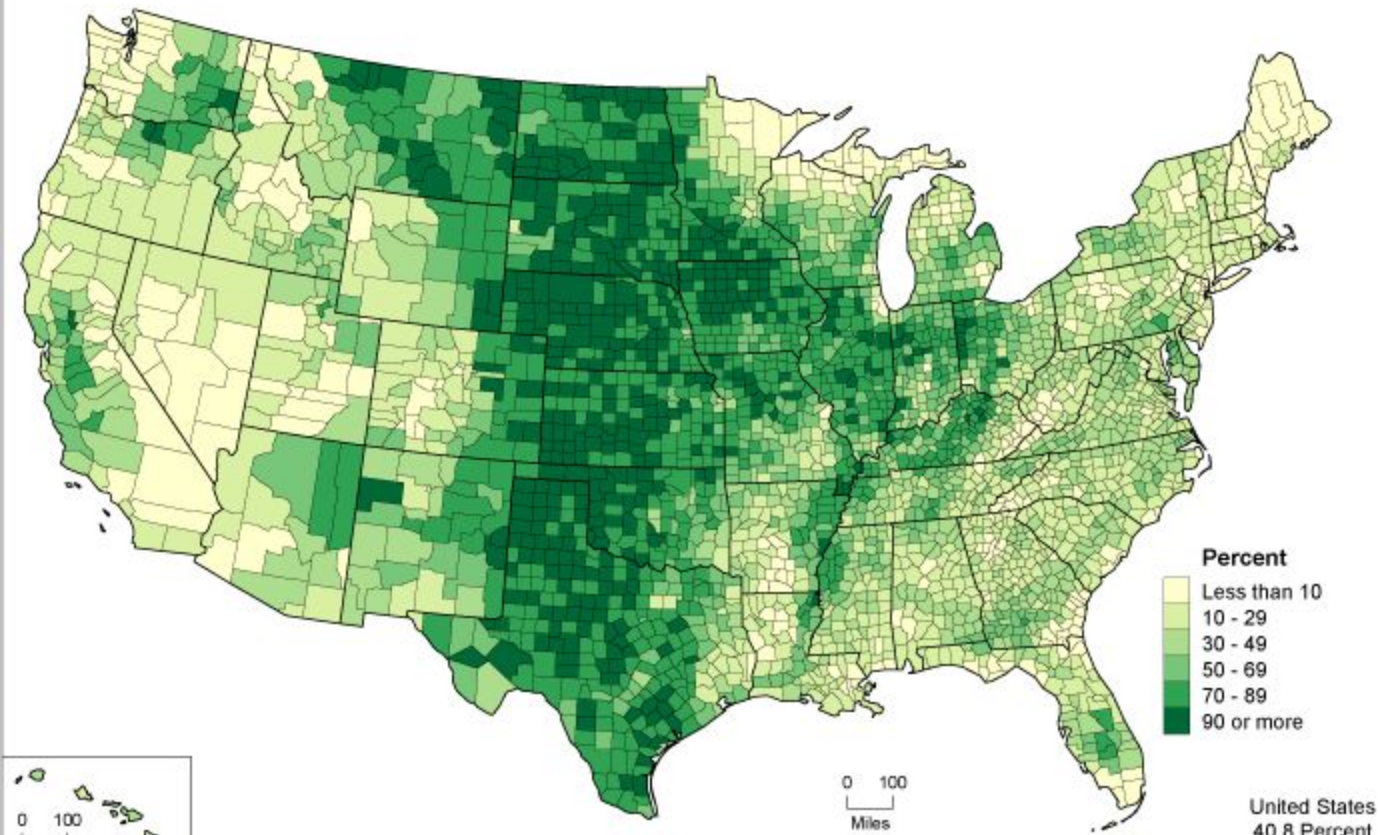 Percent
Less than 10
10 - 29
30 - 49
50 - 69
70 - 89
90 or more
0 100
Miles
0 100
United States
40.8 Percent